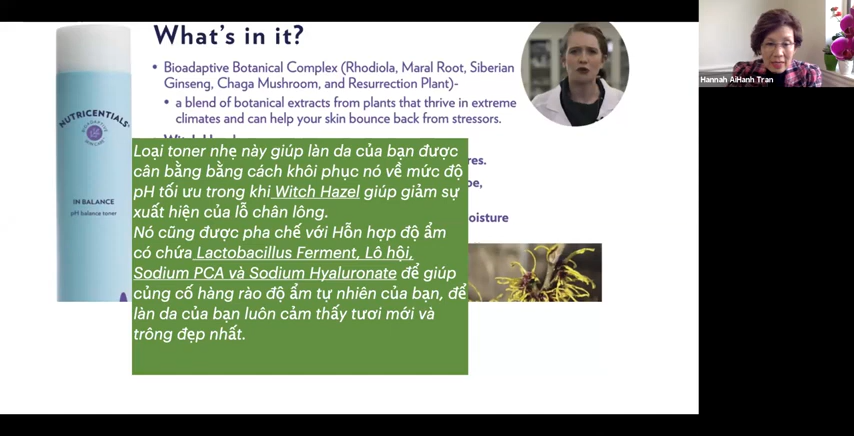 What's in it?
• Bioadaptive Botanical Complex (Rhodiola, Maral Root, Siberian
Ginseng, Chaga Mushroom, and Resurrection Plant)-
• a blend of botanical extracts from plants that thrive in extreme
climates and can help your skin bounce back from stressors.
NUTRICENTIALS
IN BALANCE
pH balance toner
Loại toner nhẹ này giúp làn da của bạn được
cân bằng bằng cách khôi phục nó về mức độ
pH tối ưu trong khi Witch Hazel giúp giảm sự
xuất hiện của lỗ chân lông.
Nó cũng được pha chế với Hỗn hợp độ ẩm
có chứa Lactobacillus Ferment, Lô hội,
Sodium PCA và Sodium Hyaluronate để giúp
củng cố hàng rào độ ẩm tự nhiên của bạn, để
làn da của bạn luôn cảm thấy tươi mới và
trông đẹp nhất.
Hannah AiHanh Tran